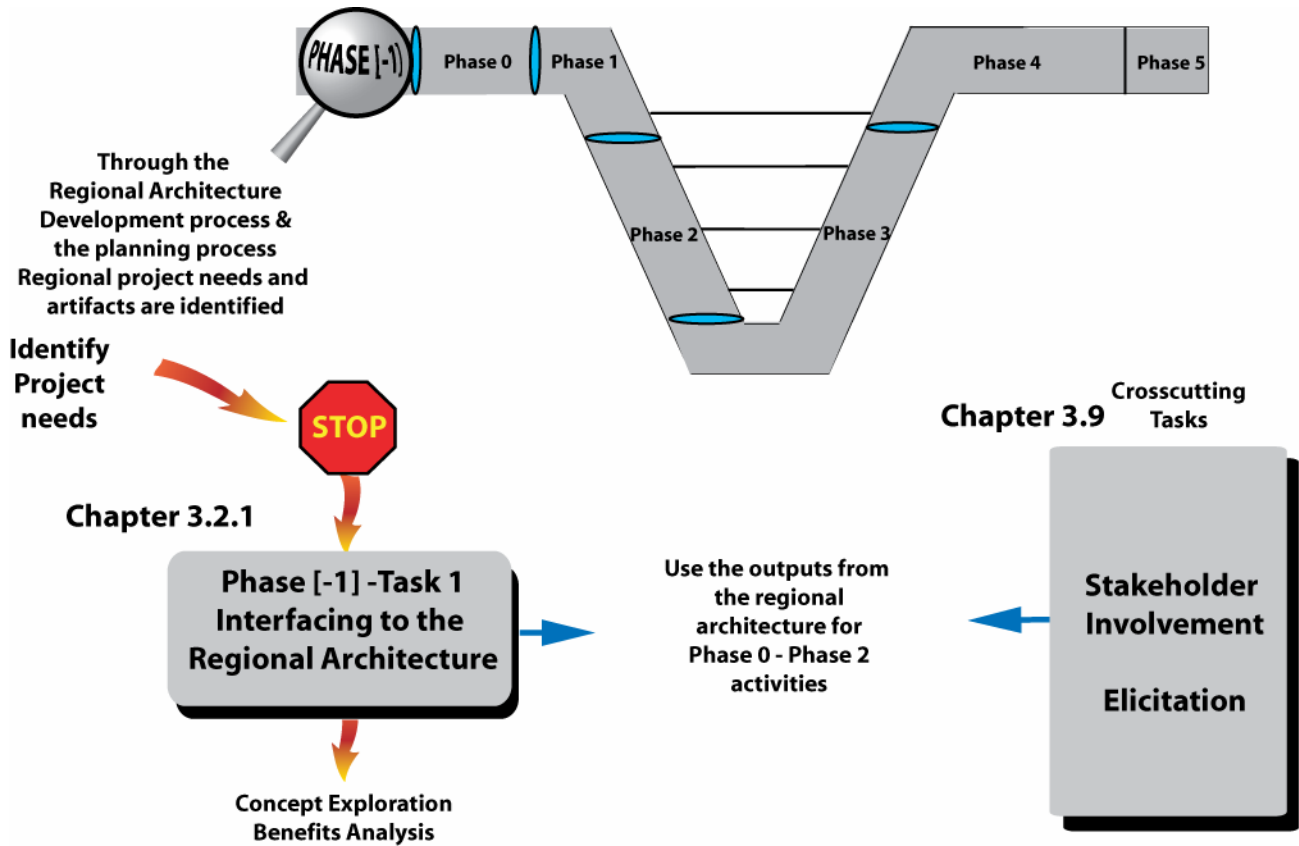 PHASE [-1]
Phase 0
Phase 1
Phase 4
Phase 5
Phase 2
Phase 3
Through the
Regional Architecture
Development process &
the planning process
Regional project needs and
artifacts are identified
Identify
Project
needs
STOP
Chapter 3.2.1
Phase [-1] -Task 1
Interfacing to the
Regional Architecture
Concept Exploration
Benefits Analysis
Use the outputs from
the regional
architecture for
Phase 0 - Phase 2
activities
Chapter 3.9
Crosscutting
Tasks
Stakeholder
Involvement
Elicitation